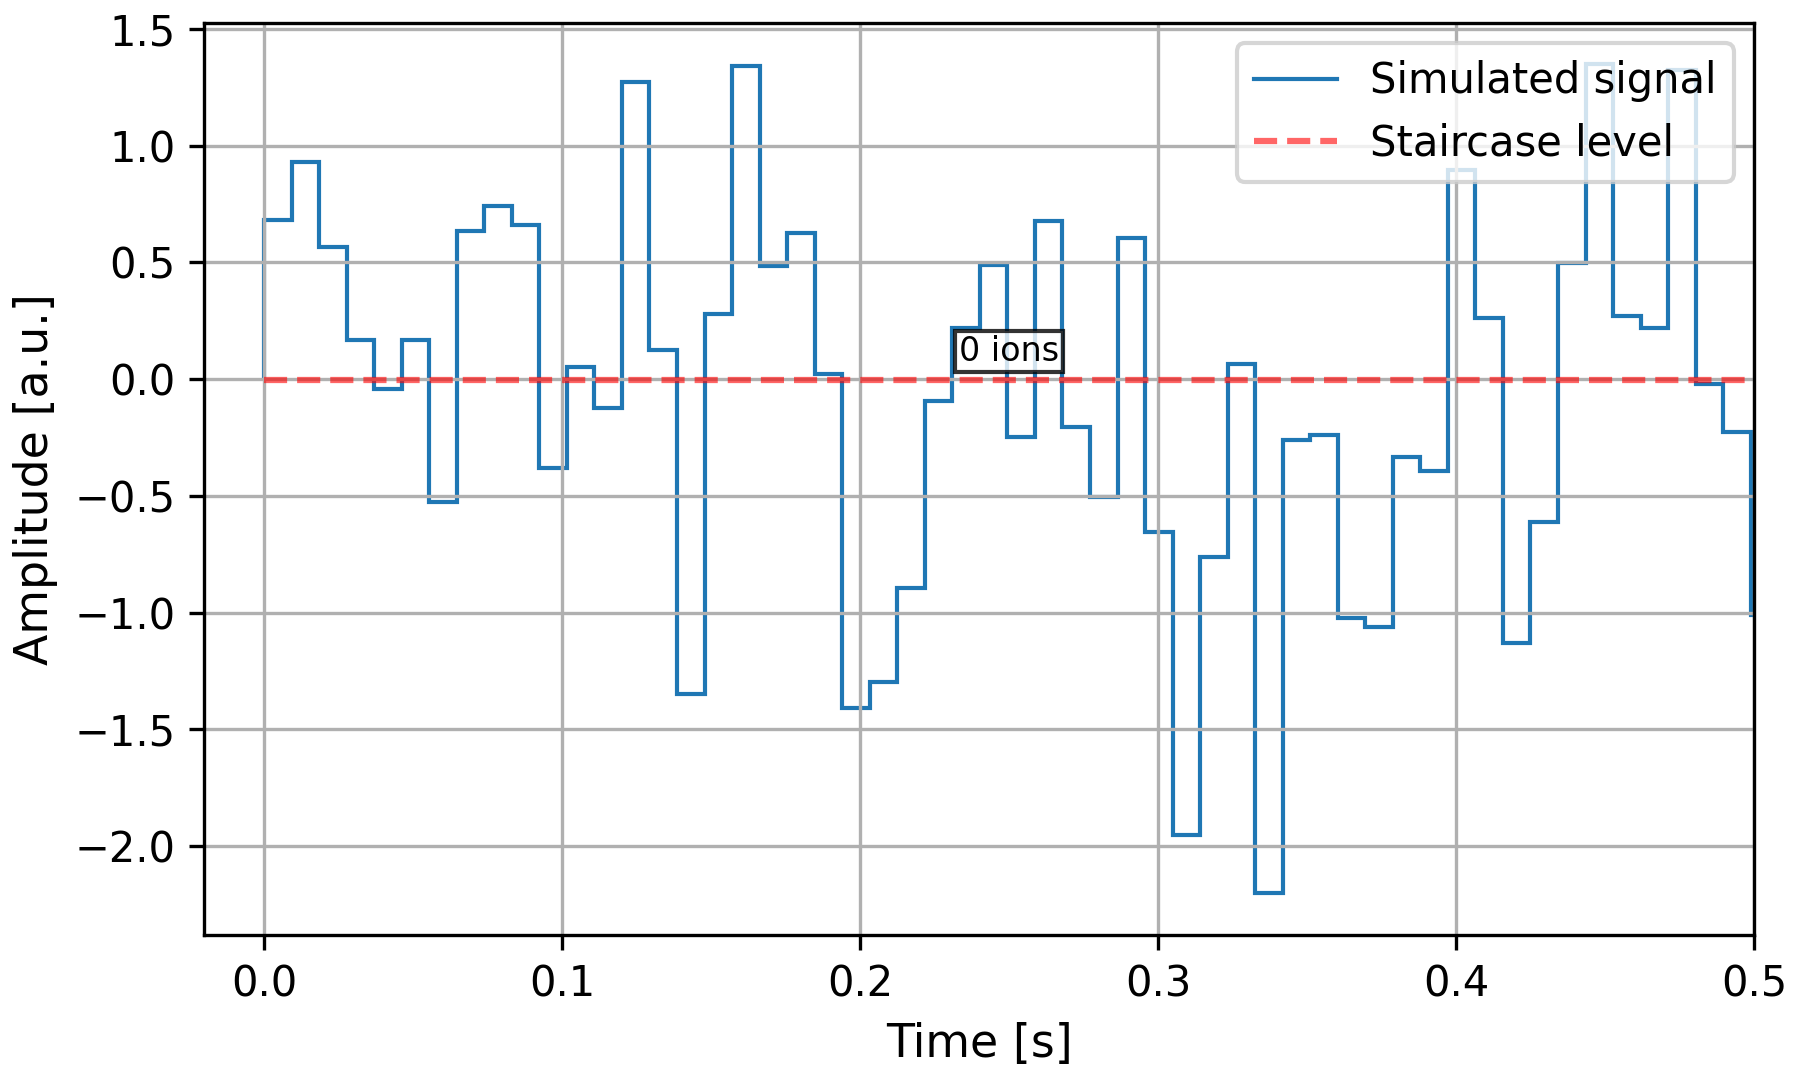 Simulated signal
Staircase level
0 ions
1.5
1.0
0.5
0.0
−0.5
−1.0
−1.5
−2.0
Amplitude [a.u.]
0.0 0.1 0.2 0.3 0.4 0.5
Time [s]